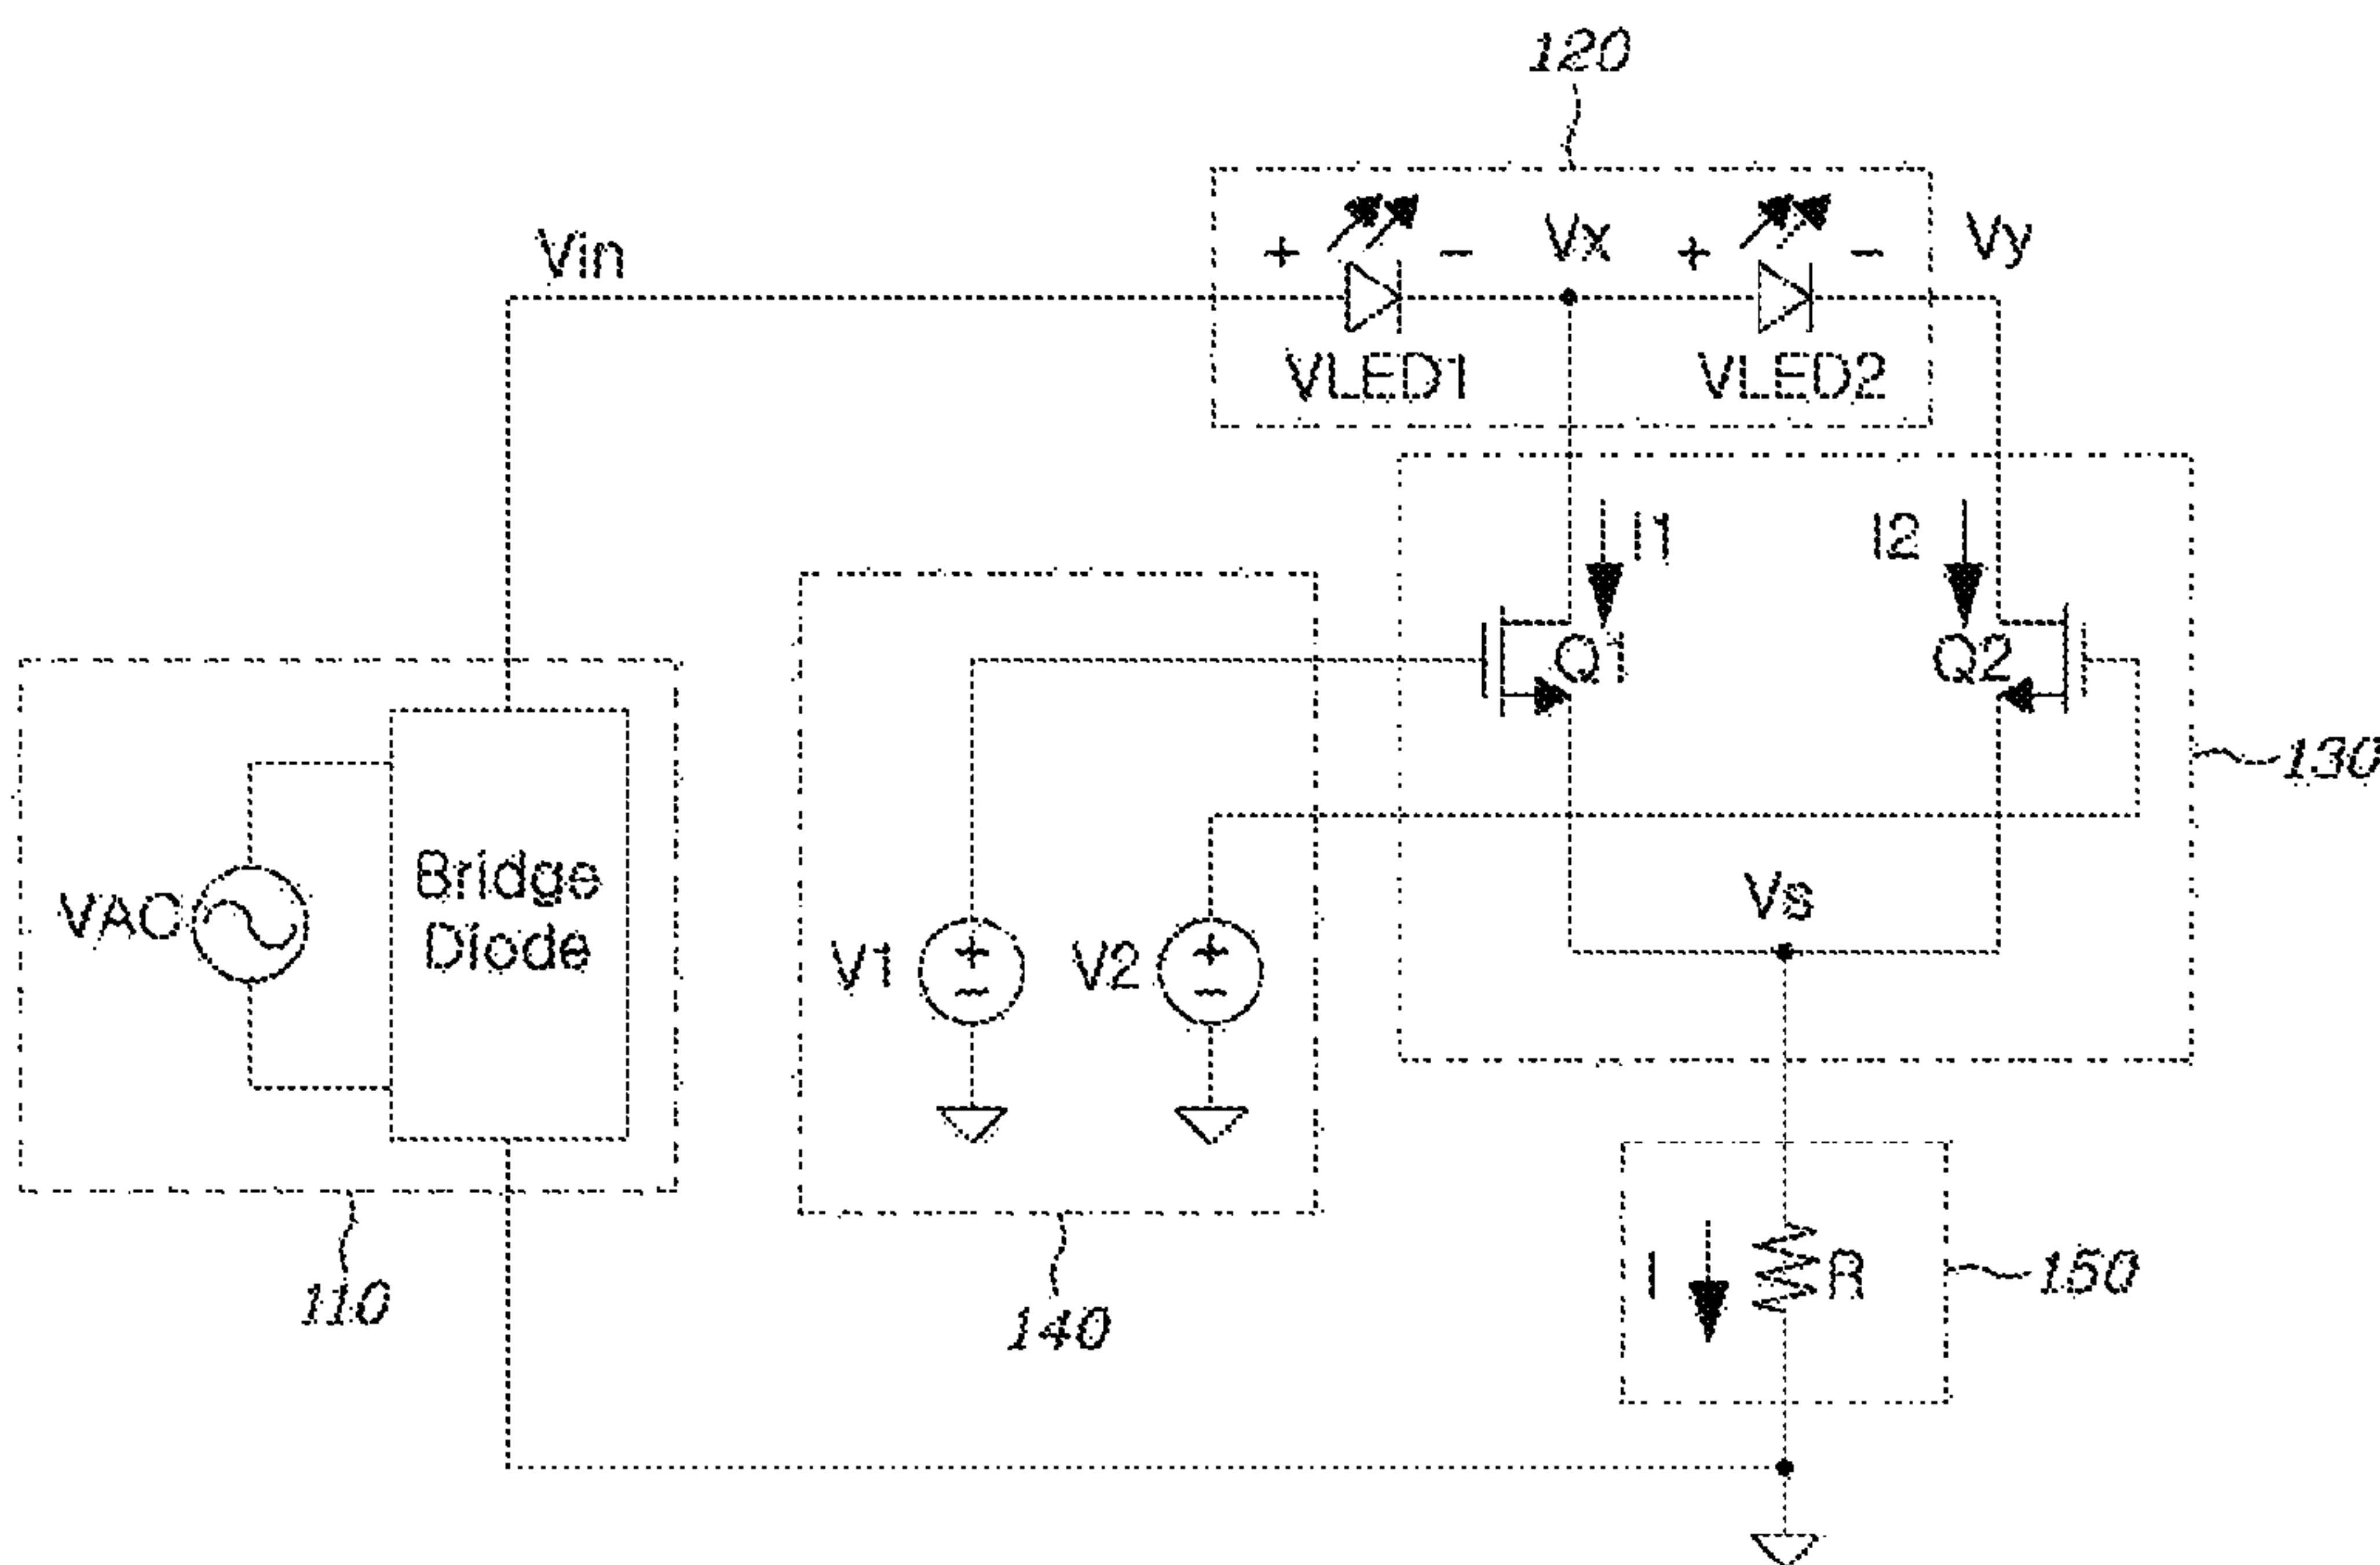 120
Vin
+ - Vx + - Vy
VLED1 VLED2
I1 I2
Q1 Q2
130
VAC
Bridge
Diode
V1 + - V2 + -
Vs
110
140
I R 150